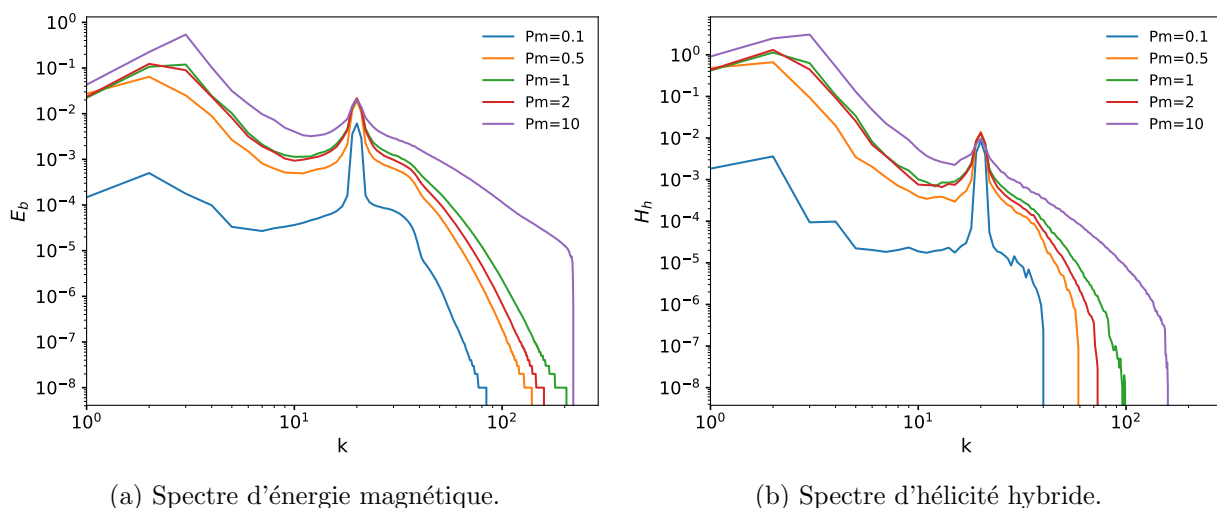 10⁰
10⁻¹
10⁻²
10⁻³
10⁻⁴
10⁻⁵
10⁻⁶
10⁻⁷
10⁻⁸
E_b
10⁰
10¹
10²
k
Pm=0.1
Pm=0.5
Pm=1
Pm=2
Pm=10
(a) Spectre d'énergie magnétique.
10⁰
10⁻¹
10⁻²
10⁻³
10⁻⁴
10⁻⁵
10⁻⁶
10⁻⁷
10⁻⁸
H_h
10⁰
10¹
10²
k
Pm=0.1
Pm=0.5
Pm=1
Pm=2
Pm=10
(b) Spectre d'hélicité hybride.